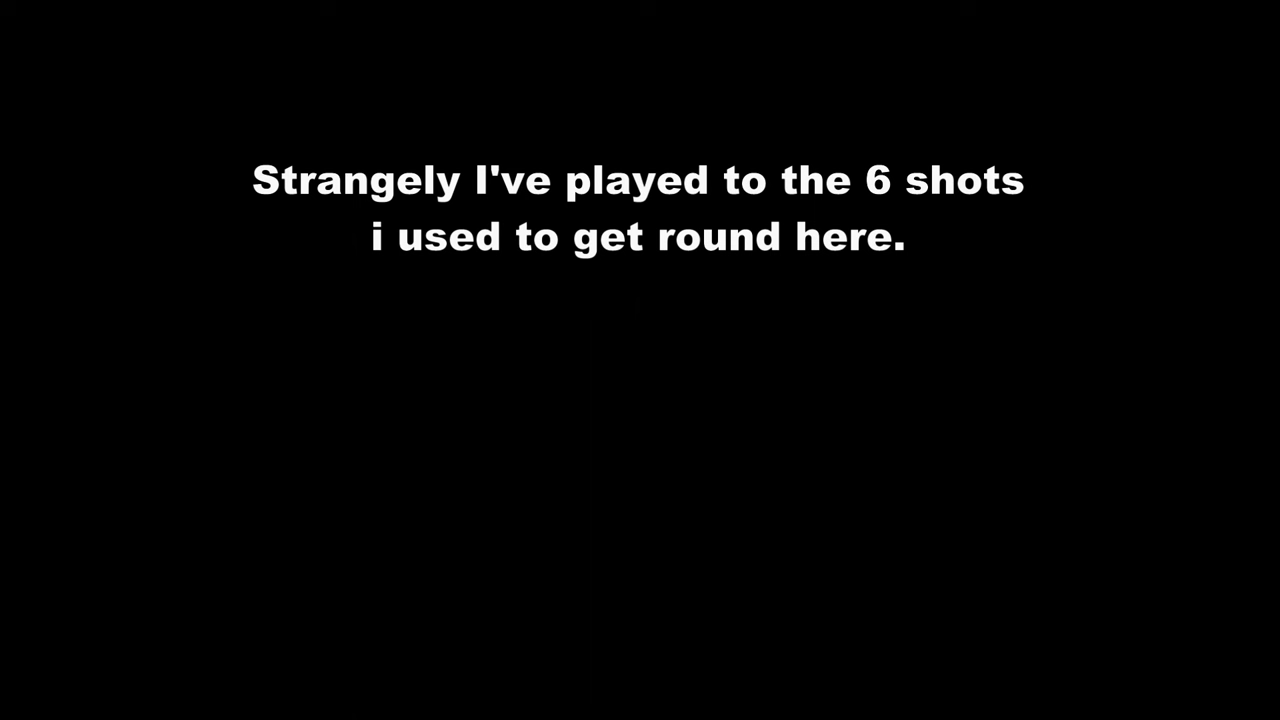 Strangely I've played to the 6 shots
i used to get round here.